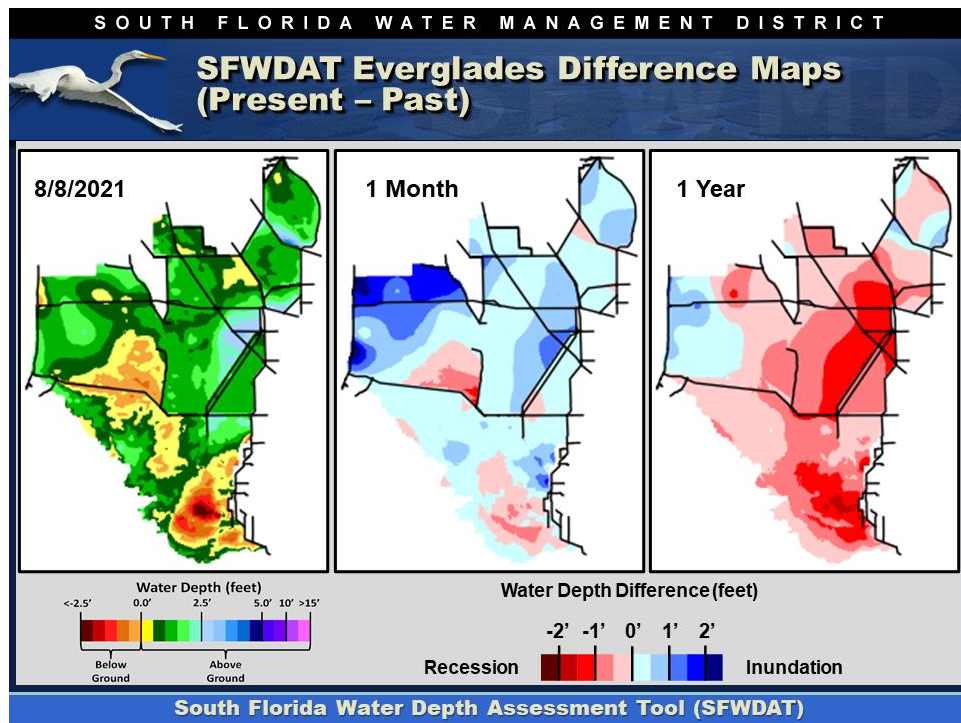 SOUTH FLORIDA WATER MANAGEMENT DISTRICT
SFWDAT Everglades Difference Maps
(Present – Past)
8/8/2021
1 Month
1 Year
Water Depth (feet)
<-2.5' 0.0' 2.5' 5.0' 10' >15'
Below
Ground
Above
Ground
Water Depth Difference (feet)
-2' -1' 0' 1' 2'
Recession
Inundation
South Florida Water Depth Assessment Tool (SFWDAT)